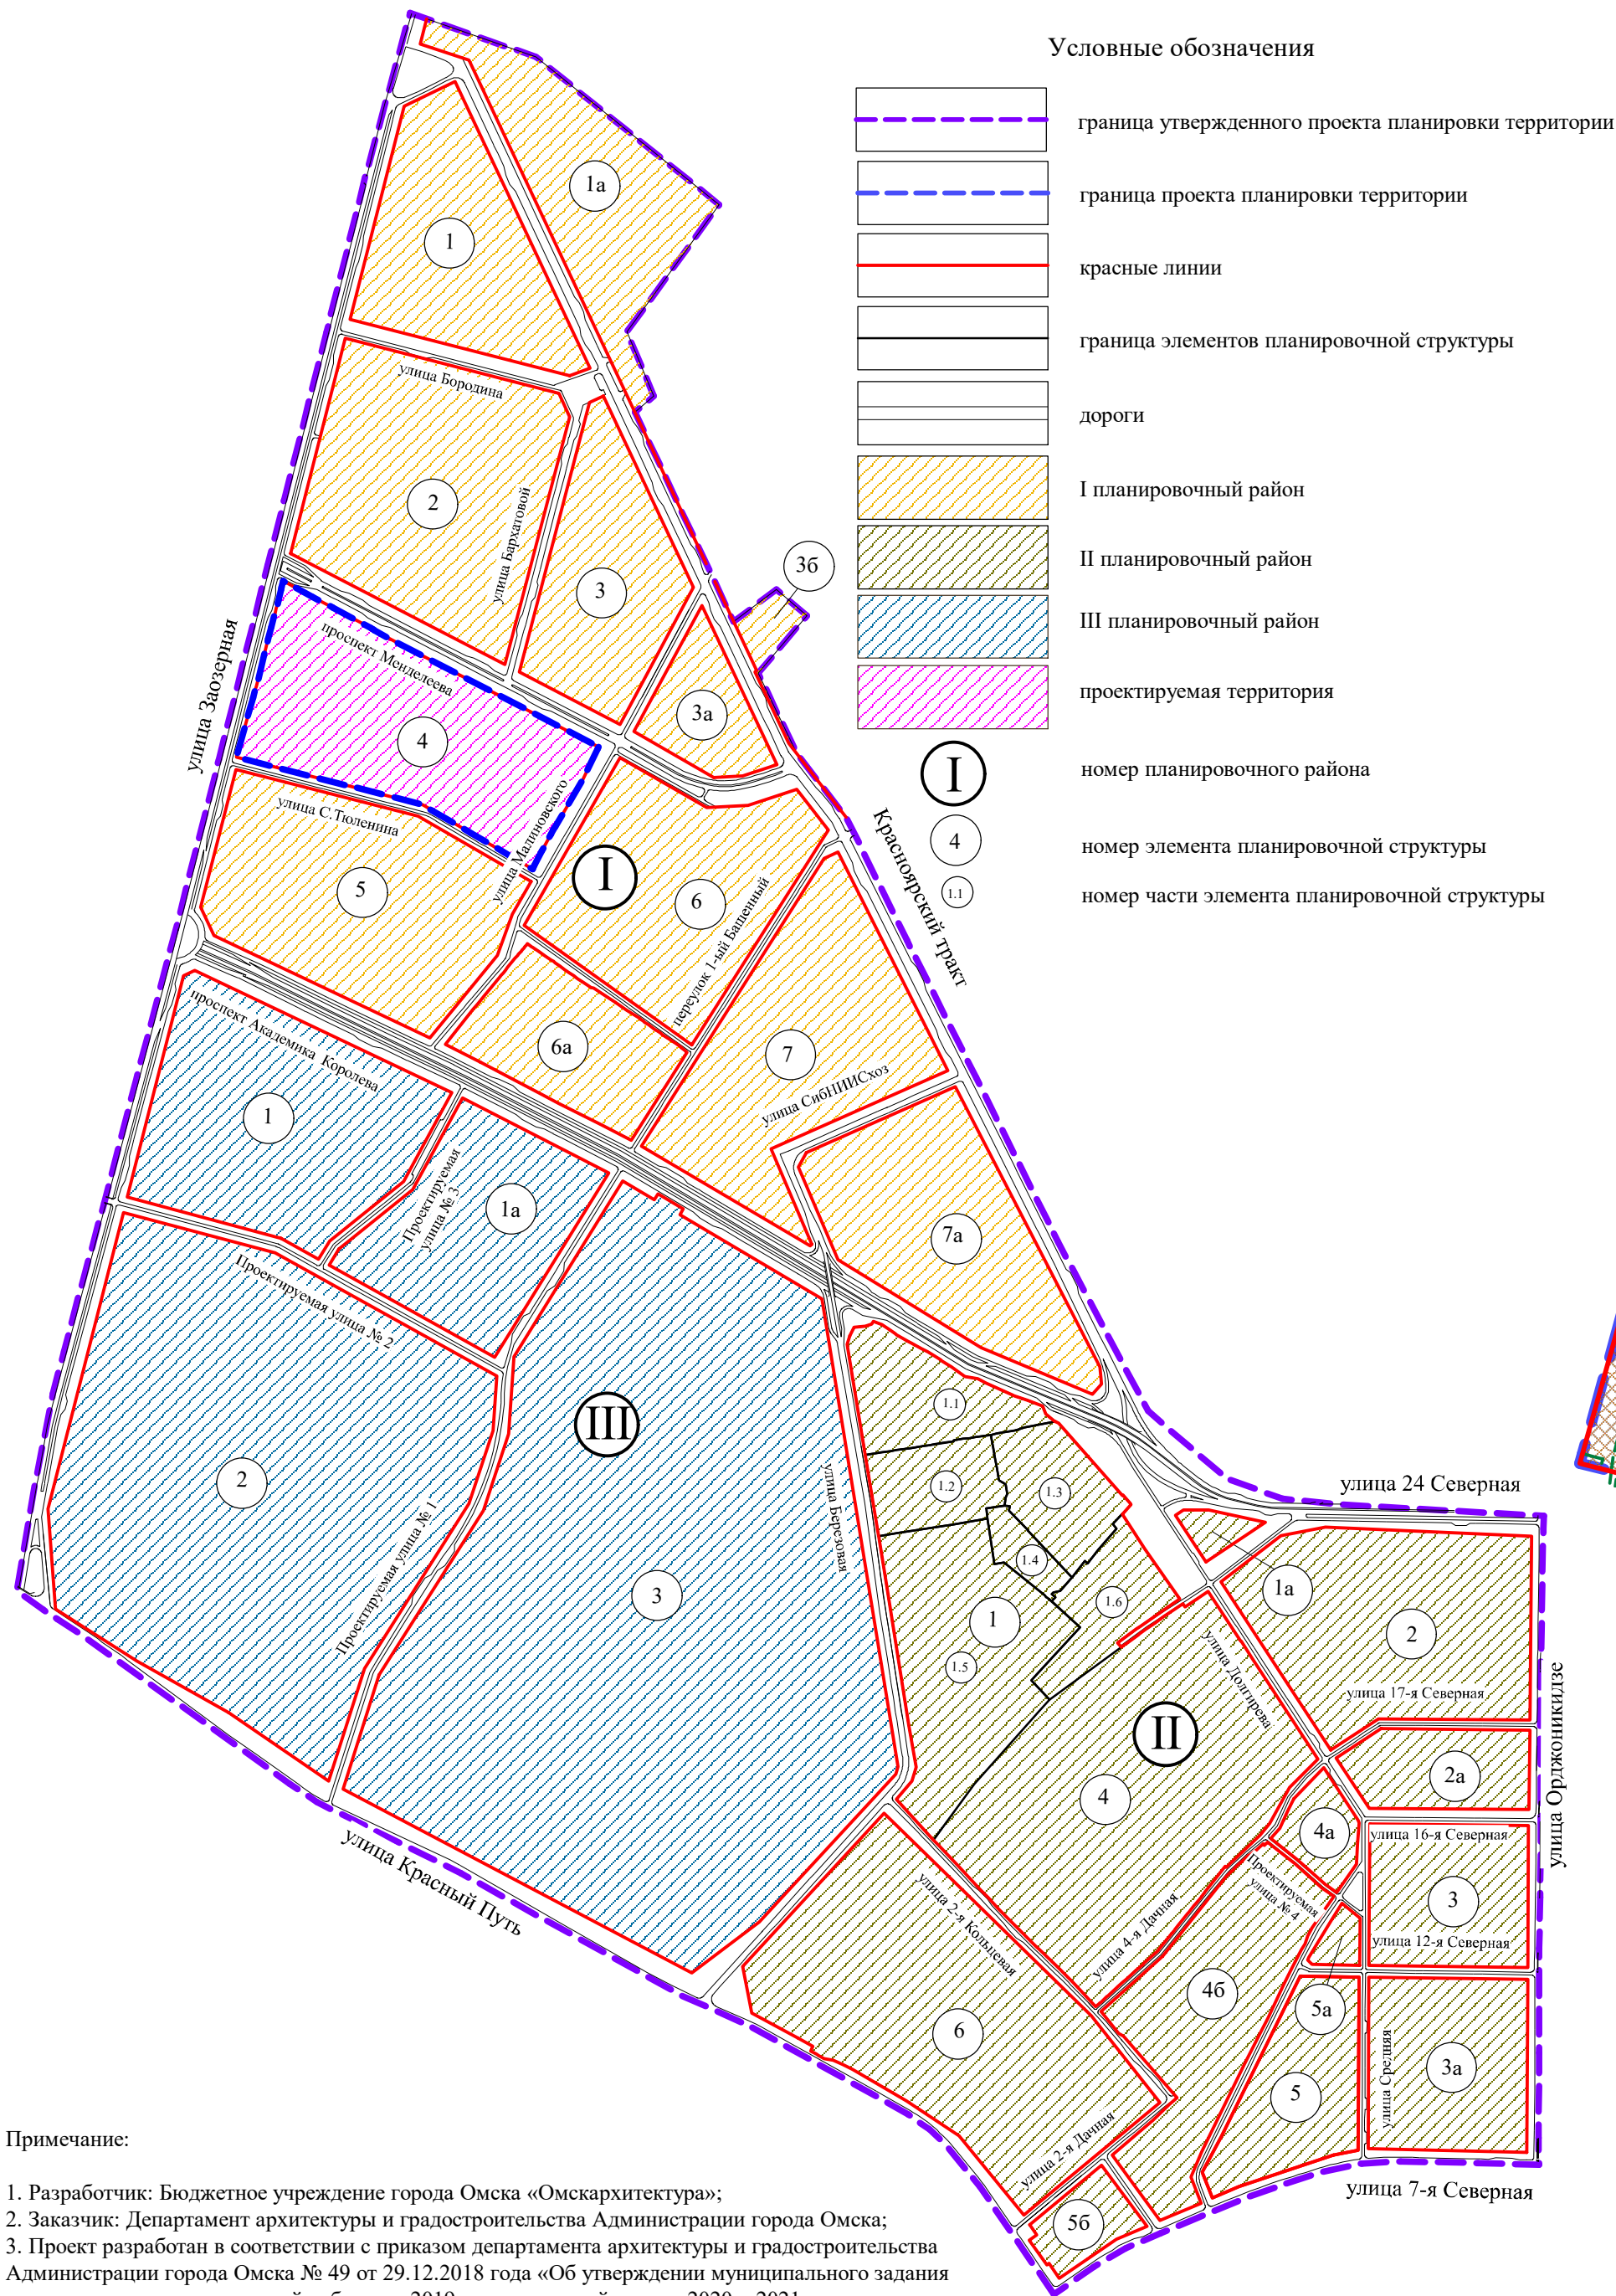 Условные обозначения
граница утвержденного проекта планировки территории
граница проекта планировки территории
красные линии
граница элементов планировочной структуры
дороги
I планировочный район
II планировочный район
III планировочный район
проектируемая территория
I
номер планировочного района
4
номер элемента планировочной структуры
1.1
номер части элемента планировочной структуры
1а
1
улица Бородина
2
улица Бархатовой
3
3б
улица Заозерная
проспект Менделеева
3а
4
улица С.Тюленина
улица Малиновского
Красноярский тракт
I
5
6
переулок 1-ый Башенный
проспект Академика Королева
6а
7
улица СибНИИСхоз
1
Проектируемая
улица № 3
1а
7а
Проектируемая улица № 2
III
2
Проектируемая улица № 1
3
улица Березовая
1.1
1.2
1.3
1.4
1.6
1
1.5
улица 24 Северная
1а
2
улица Долгирева
улица 17-я Северная
улица Орджоникидзе
II
2а
4
4а
улица 16-я Северная
улица Красный Путь
улица 2-я Кольцевая
Проектируемая
улица № 4
3
улица 4-я Дачная
улица 12-я Северная
4б
5а
6
улица Средняя
3а
5
улица 2-я Дачная
улица 7-я Северная
5б
Примечание:
1. Разработчик: Бюджетное учреждение города Омска «Омскархитектура»;
2. Заказчик: Департамент архитектуры и градостроительства Администрации города Омска;
3. Проект разработан в соответствии с приказом департамента архитектуры и градостроительства
Администрации города Омска № 49 от 29.12.2018 года «Об утверждении муниципального задания